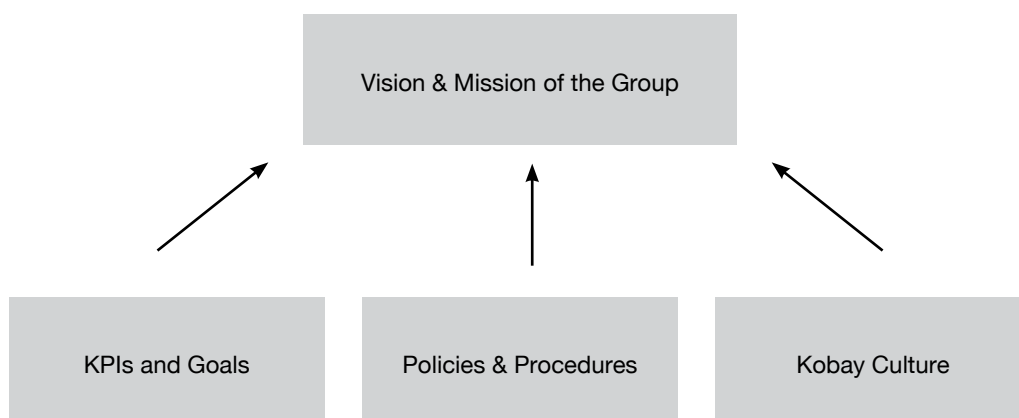 Vision & Mission of the Group
KPIs and Goals
Policies & Procedures
Kobay Culture